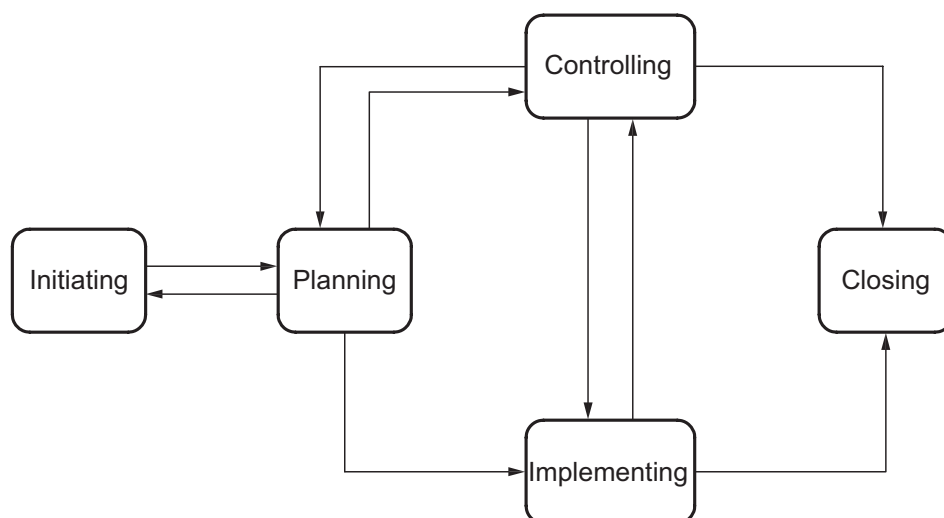 Controlling
Initiating
Planning
Closing
Implementing